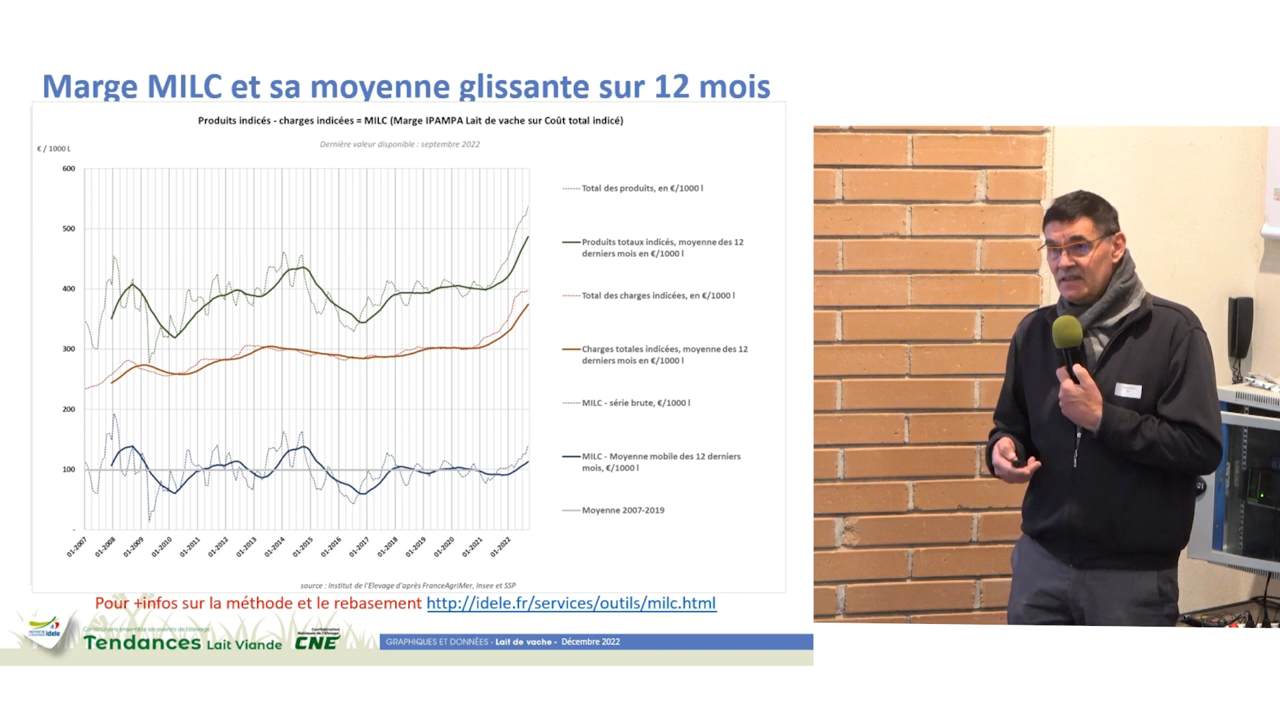 Marge MILC et sa moyenne glissante sur 12 mois
Produits indicés - charges indicées = MILC (Marge IPAMPA Lait de vache sur Coût total indicé)
Dernière valeur disponible : septembre 2022
€ / 1000 L
600
500
400
300
200
100
-
01-2007
01-2008
01-2009
01-2010
01-2011
01-2012
01-2013
01-2014
01-2015
01-2016
01-2017
01-2018
01-2019
01-2020
01-2021
01-2022
Total des produits, en €/1000 l
Produits totaux indicés, moyenne des 12
derniers mois en €/1000 l
Total des charges indicées, en €/1000 l
Charges totales indicées, moyenne des 12
derniers mois en €/1000 l
MILC - série brute, €/1000 l
MILC - Moyenne mobile des 12 derniers
mois, €/1000 l
Moyenne 2007-2019
source : Institut de l'Elevage d'après FranceAgriMer, Insee et SSP
Pour +infos sur la méthode et le rebasement http://idele.fr/services/outils/milc.html
idele
Tendances Lait Viande
CNE
GRAPHIQUES ET DONNÉES - Lait de vache - Décembre 2022